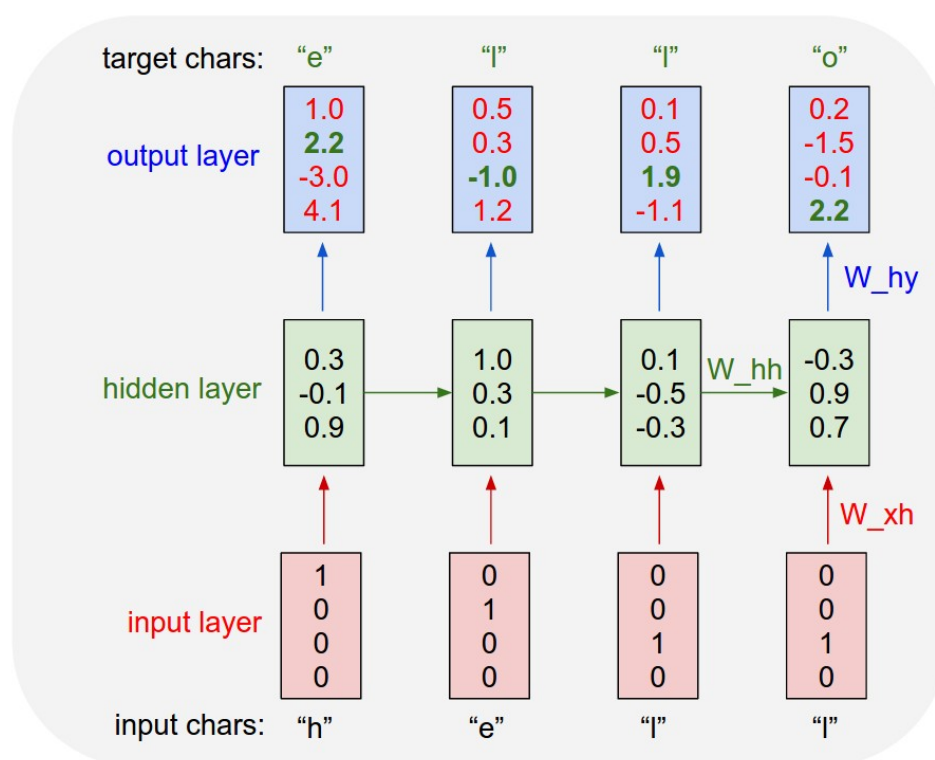 target chars: “e” “l” “l” “o”
output layer
1.0 0.5 0.1 0.2
2.2 0.3 0.5 -1.5
-3.0 -1.0 1.9 -0.1
4.1 1.2 -1.1 2.2
W_hy
hidden layer
0.3 1.0 0.1 -0.3
-0.1 0.3 -0.5 0.9
0.9 0.1 -0.3 0.7
W_hh
W_xh
input layer
1 0 0 0
0 1 0 0
0 0 1 1
0 0 0 0
input chars: “h” “e” “l” “l”